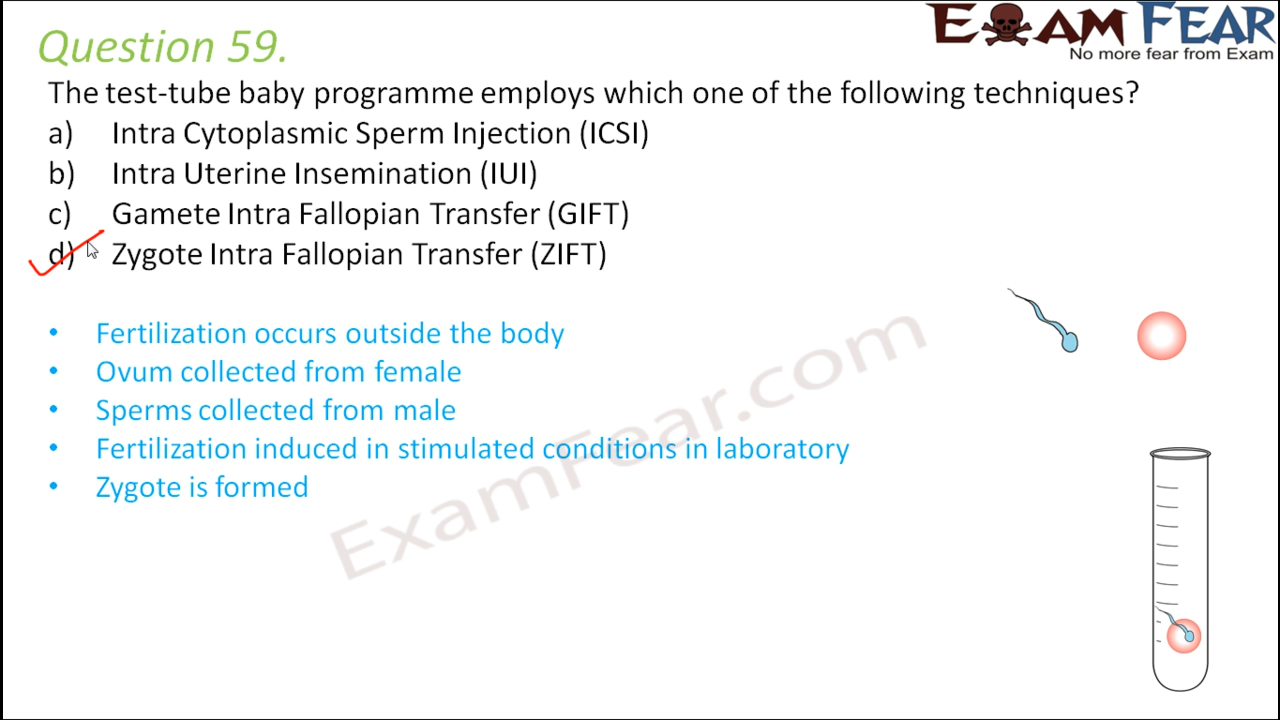 EXAM FEAR
No more fear from Exam
Question 59.
The test-tube baby programme employs which one of the following techniques?
a) Intra Cytoplasmic Sperm Injection (ICSI)
b) Intra Uterine Insemination (IUI)
c) Gamete Intra Fallopian Transfer (GIFT)
d) Zygote Intra Fallopian Transfer (ZIFT)
• Fertilization occurs outside the body
• Ovum collected from female
• Sperms collected from male
• Fertilization induced in stimulated conditions in laboratory
• Zygote is formed
ExamFear.com